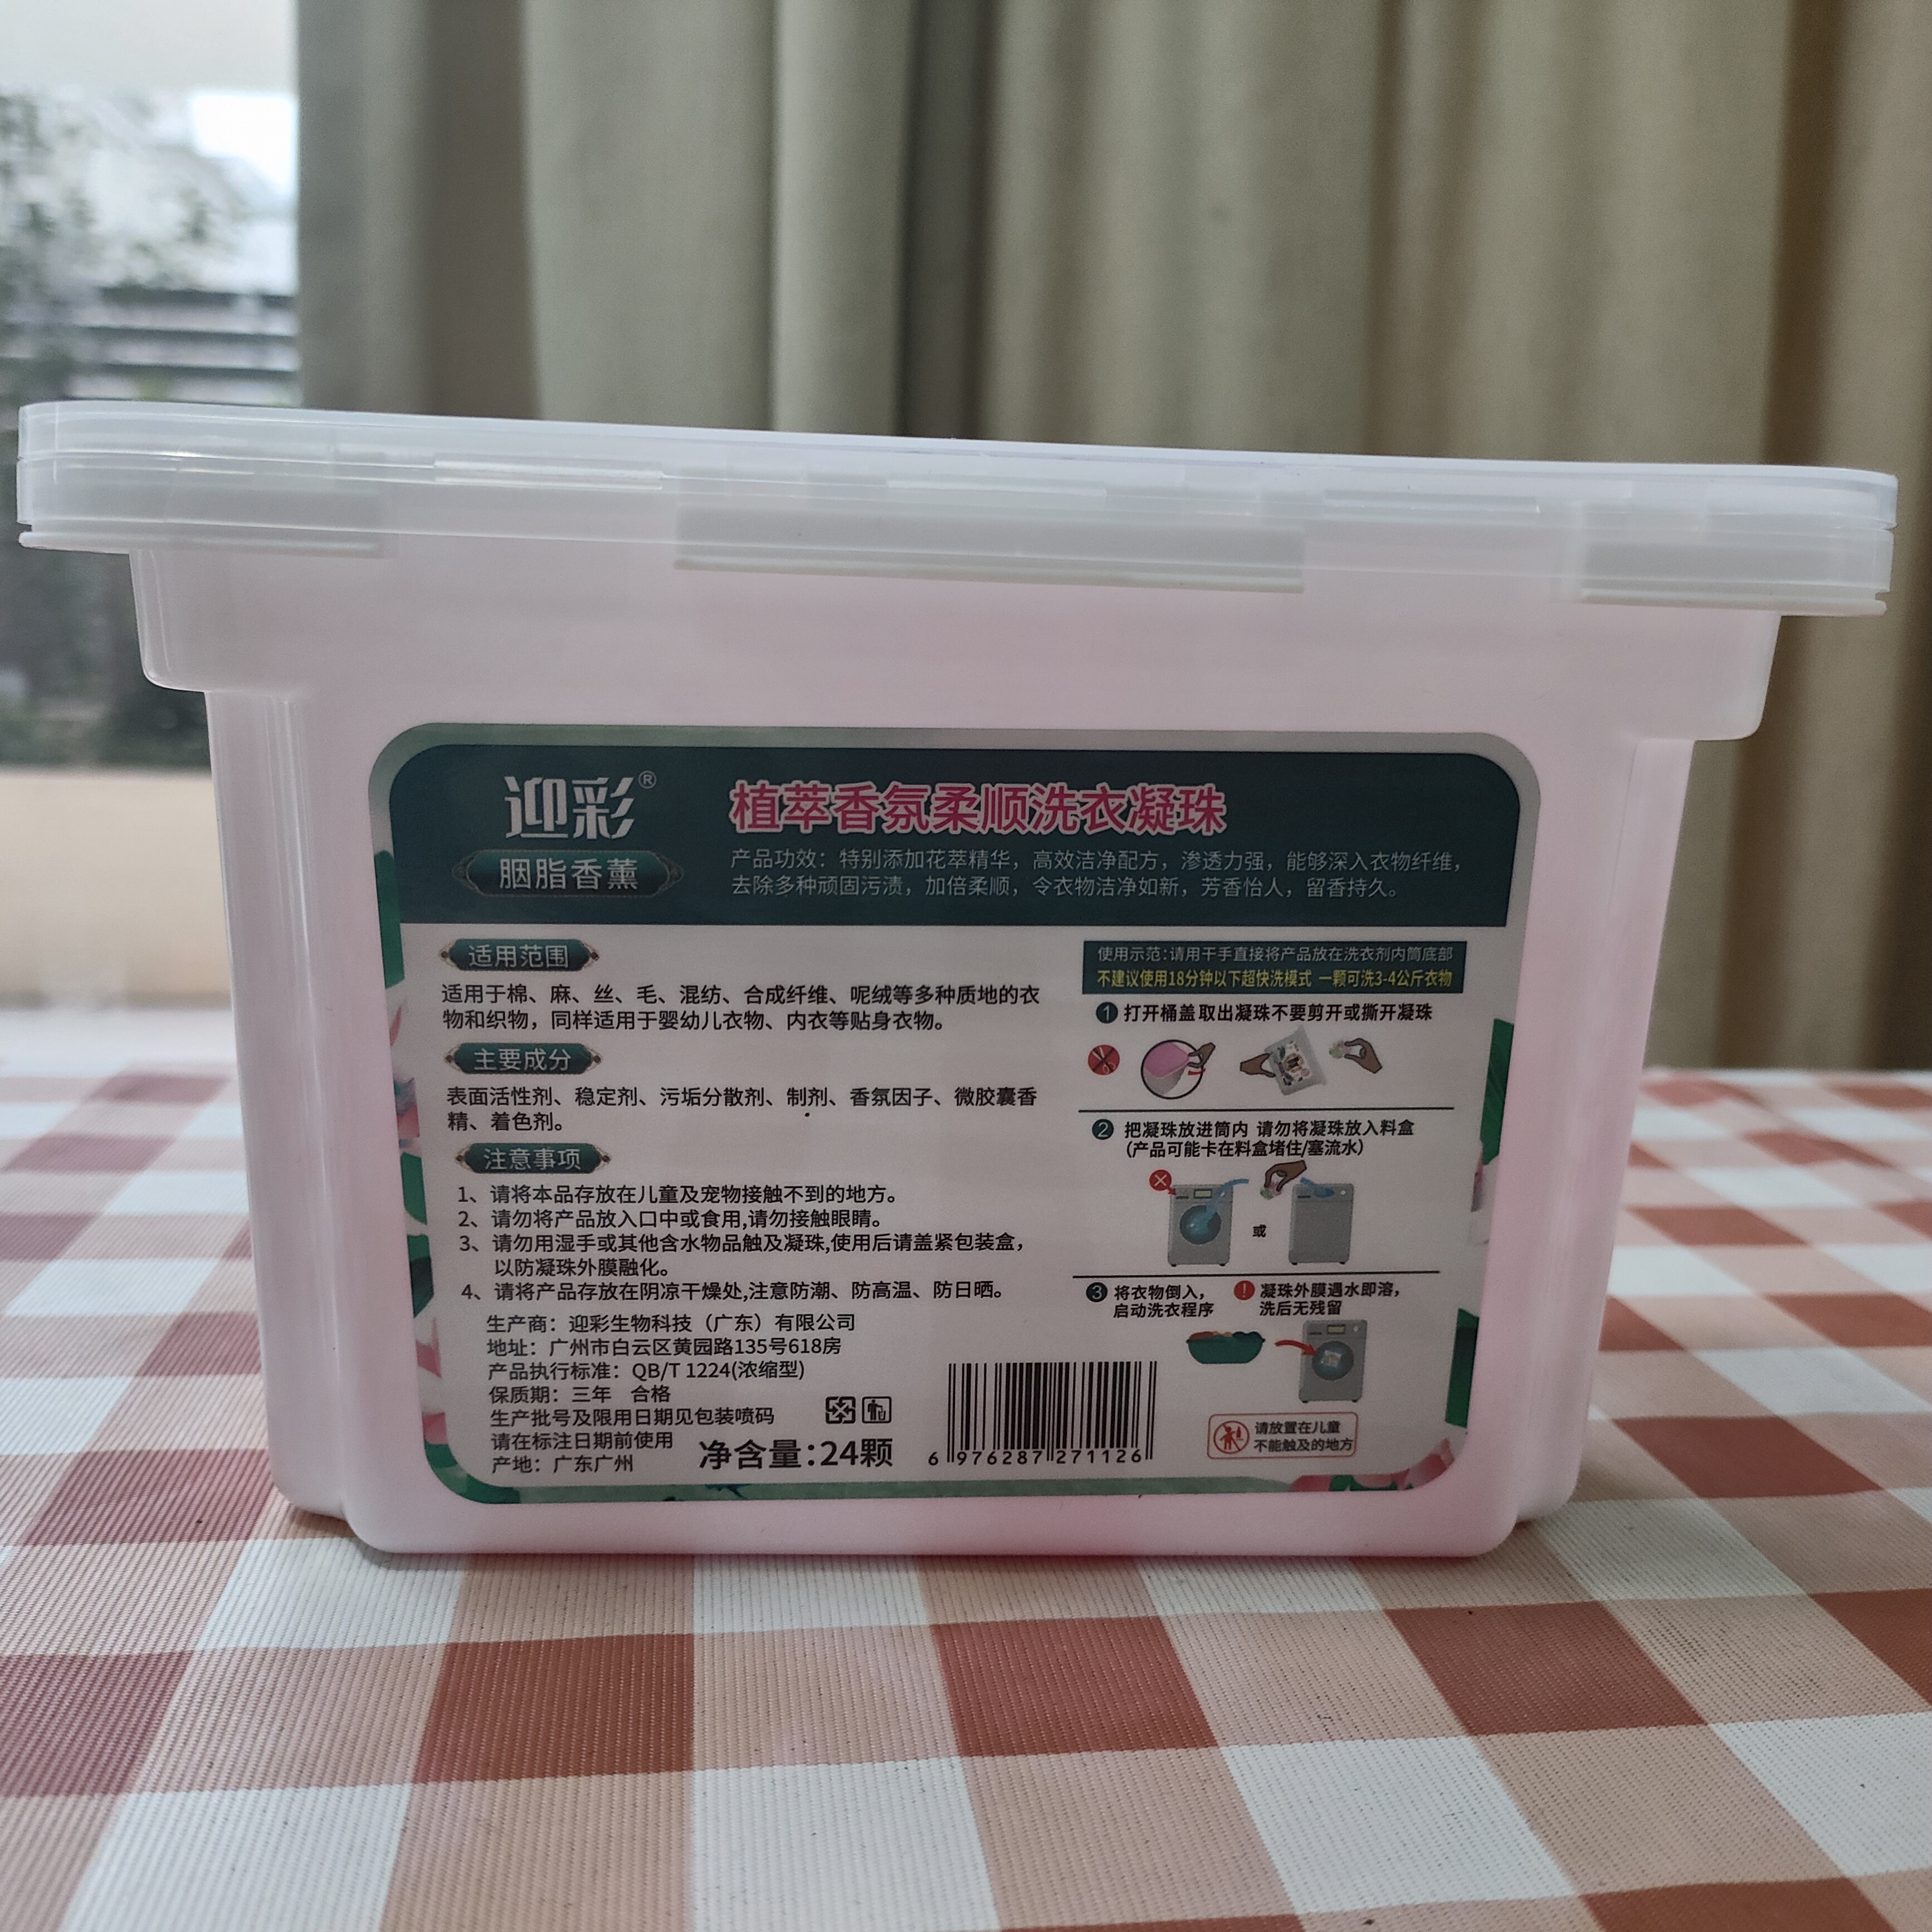 迎彩®
胭脂香薰
植萃香氛柔顺洗衣凝珠
产品功效：特别添加花萃精华，高效洁净配方，渗透力强，能够深入衣物纤维，
去除多种顽固污渍，加倍柔顺，令衣物洁净如新，芳香怡人，留香持久。
适用范围
适用于棉、麻、丝、毛、混纺、合成纤维、呢绒等多种质地的衣
物和织物，同样适用于婴幼儿衣物、内衣等贴身衣物。
主要成分
表面活性剂、稳定剂、污垢分散剂、制剂、香氛因子、微胶囊香
精、着色剂。
注意事项
1、请将本品存放在儿童及宠物接触不到的地方。
2、请勿将产品放入口中或食用,请勿接触眼睛。
3、请勿用湿手或其他含水物品触及凝珠,使用后请盖紧包装盒，
以防凝珠外膜融化。
4、请将产品存放在阴凉干燥处,注意防潮、防高温、防日晒。
生产商：迎彩生物科技（广东）有限公司
地址：广州市白云区黄园路135号618房
产品执行标准：QB/T 1224(浓缩型)
保质期：三年 合格
生产批号及限用日期见包装喷码
请在标注日期前使用
产地：广东广州
净含量：24颗
6 976287 271126
使用示范：请用干手直接将产品放在洗衣剂内筒底部
不建议使用18分钟以下超快洗模式 一颗可洗3-4公斤衣物
1 打开桶盖取出凝珠不要剪开或撕开凝珠
2 把凝珠放进筒内 请勿将凝珠放入料盒
(产品可能卡在料盒堵住/塞流水)
或
3 将衣物倒入，
启动洗衣程序
! 凝珠外膜遇水即溶，
洗后无残留
请放置在儿童
不能触及的地方